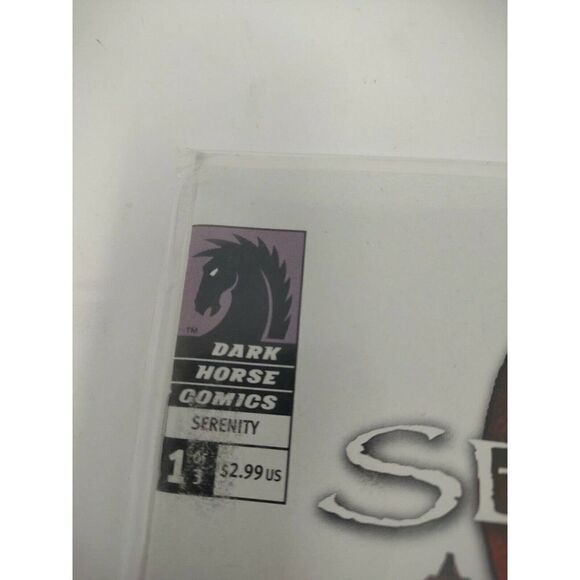 TM
DARK
HORSE
COMICS
SERENITY
1 of 3 $2.99 US
SE